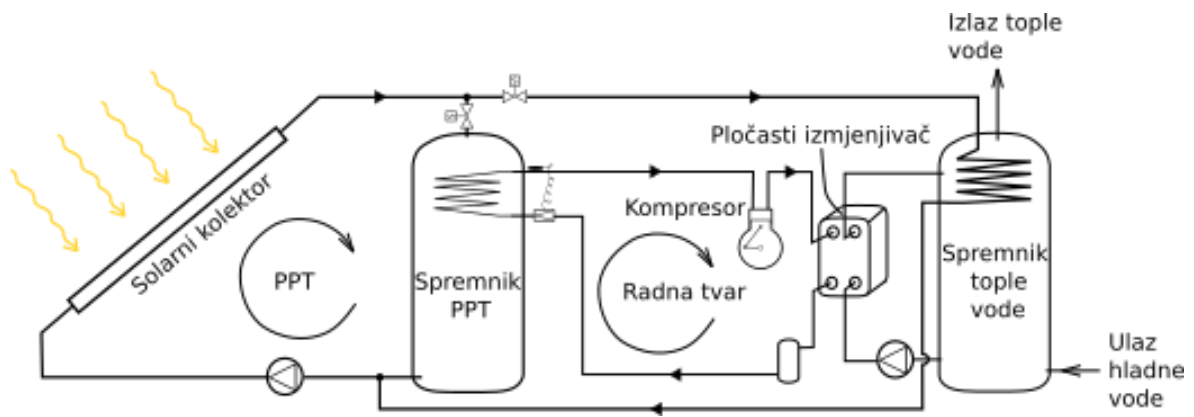 Izlaz tople
vode
Pločasti izmjenjivač
Kompresor
Solarni kolektor
PPT
Spremnik
PPT
Radna tvar
Spremnik
tople
vode
Ulaz
hladne
vode